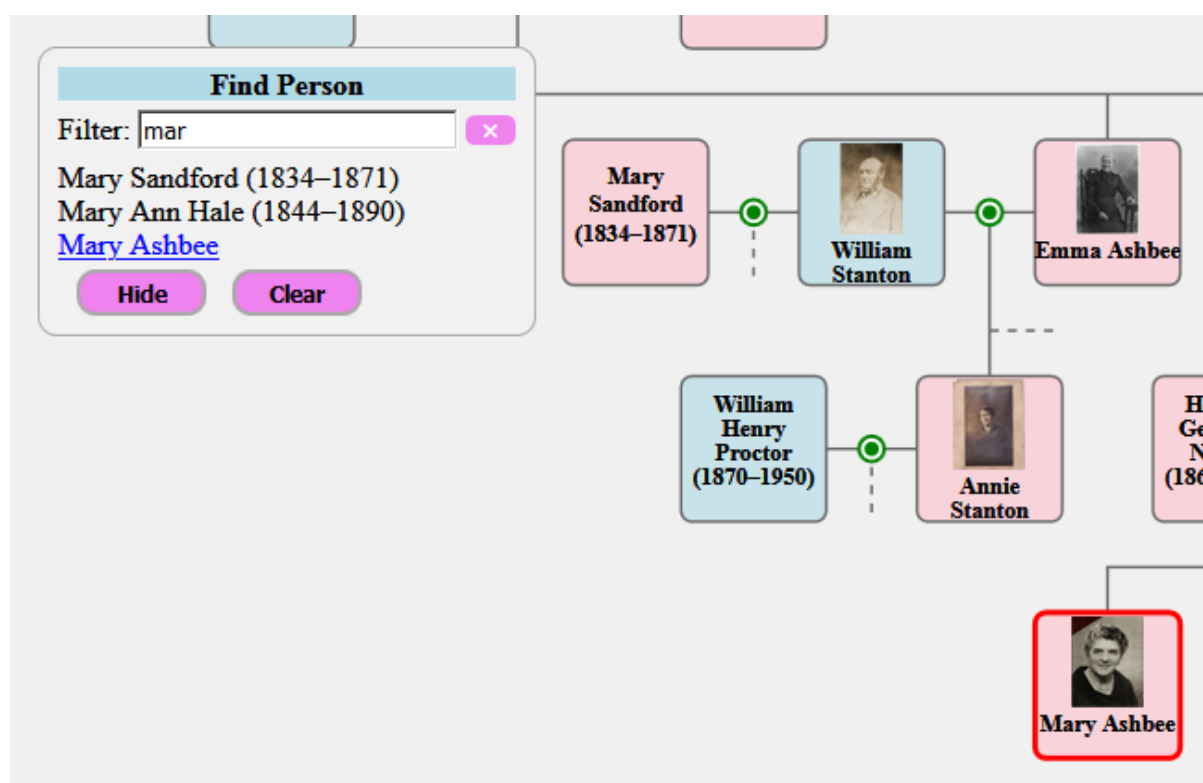 Find Person
Filter: mar
×
Mary Sandford (1834–1871)
Mary Ann Hale (1844–1890)
Mary Ashbee
Hide Clear
Mary
Sandford
(1834–1871)
William
Stanton
Emma Ashbee
William
Henry
Proctor
(1870–1950)
Annie
Stanton
Mary Ashbee